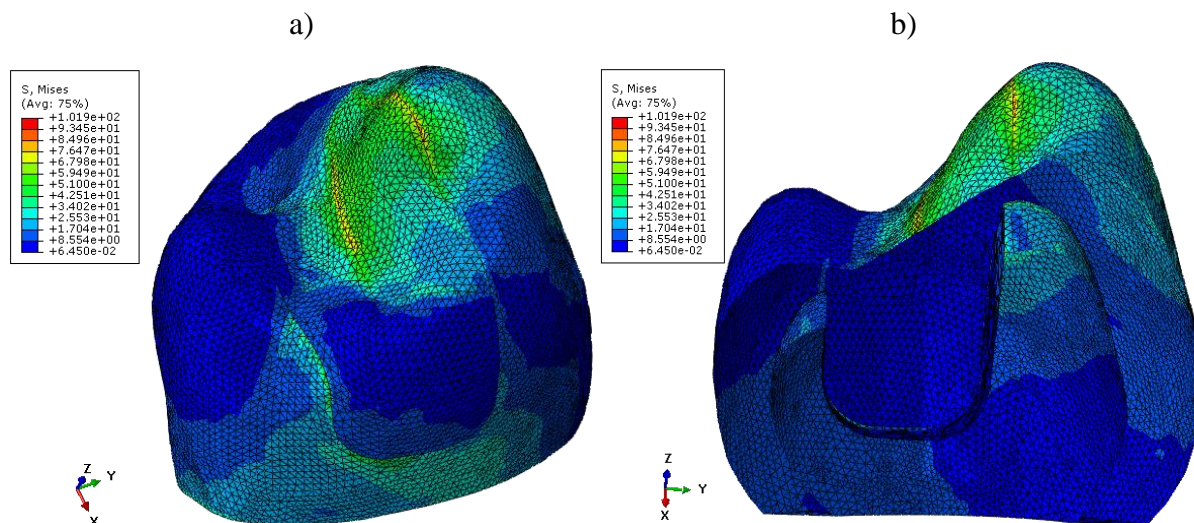 a)
b)
S, Mises
(Avg: 75%)
+1.019e+02
+9.345e+01
+8.496e+01
+7.647e+01
+6.798e+01
+5.949e+01
+5.100e+01
+4.251e+01
+3.402e+01
+2.553e+01
+1.704e+01
+8.554e+00
+6.450e-02
S, Mises
(Avg: 75%)
+1.019e+02
+9.345e+01
+8.496e+01
+7.647e+01
+6.798e+01
+5.949e+01
+5.100e+01
+4.251e+01
+3.402e+01
+2.553e+01
+1.704e+01
+8.554e+00
+6.450e-02
Z
Y
X
Z
Y
X